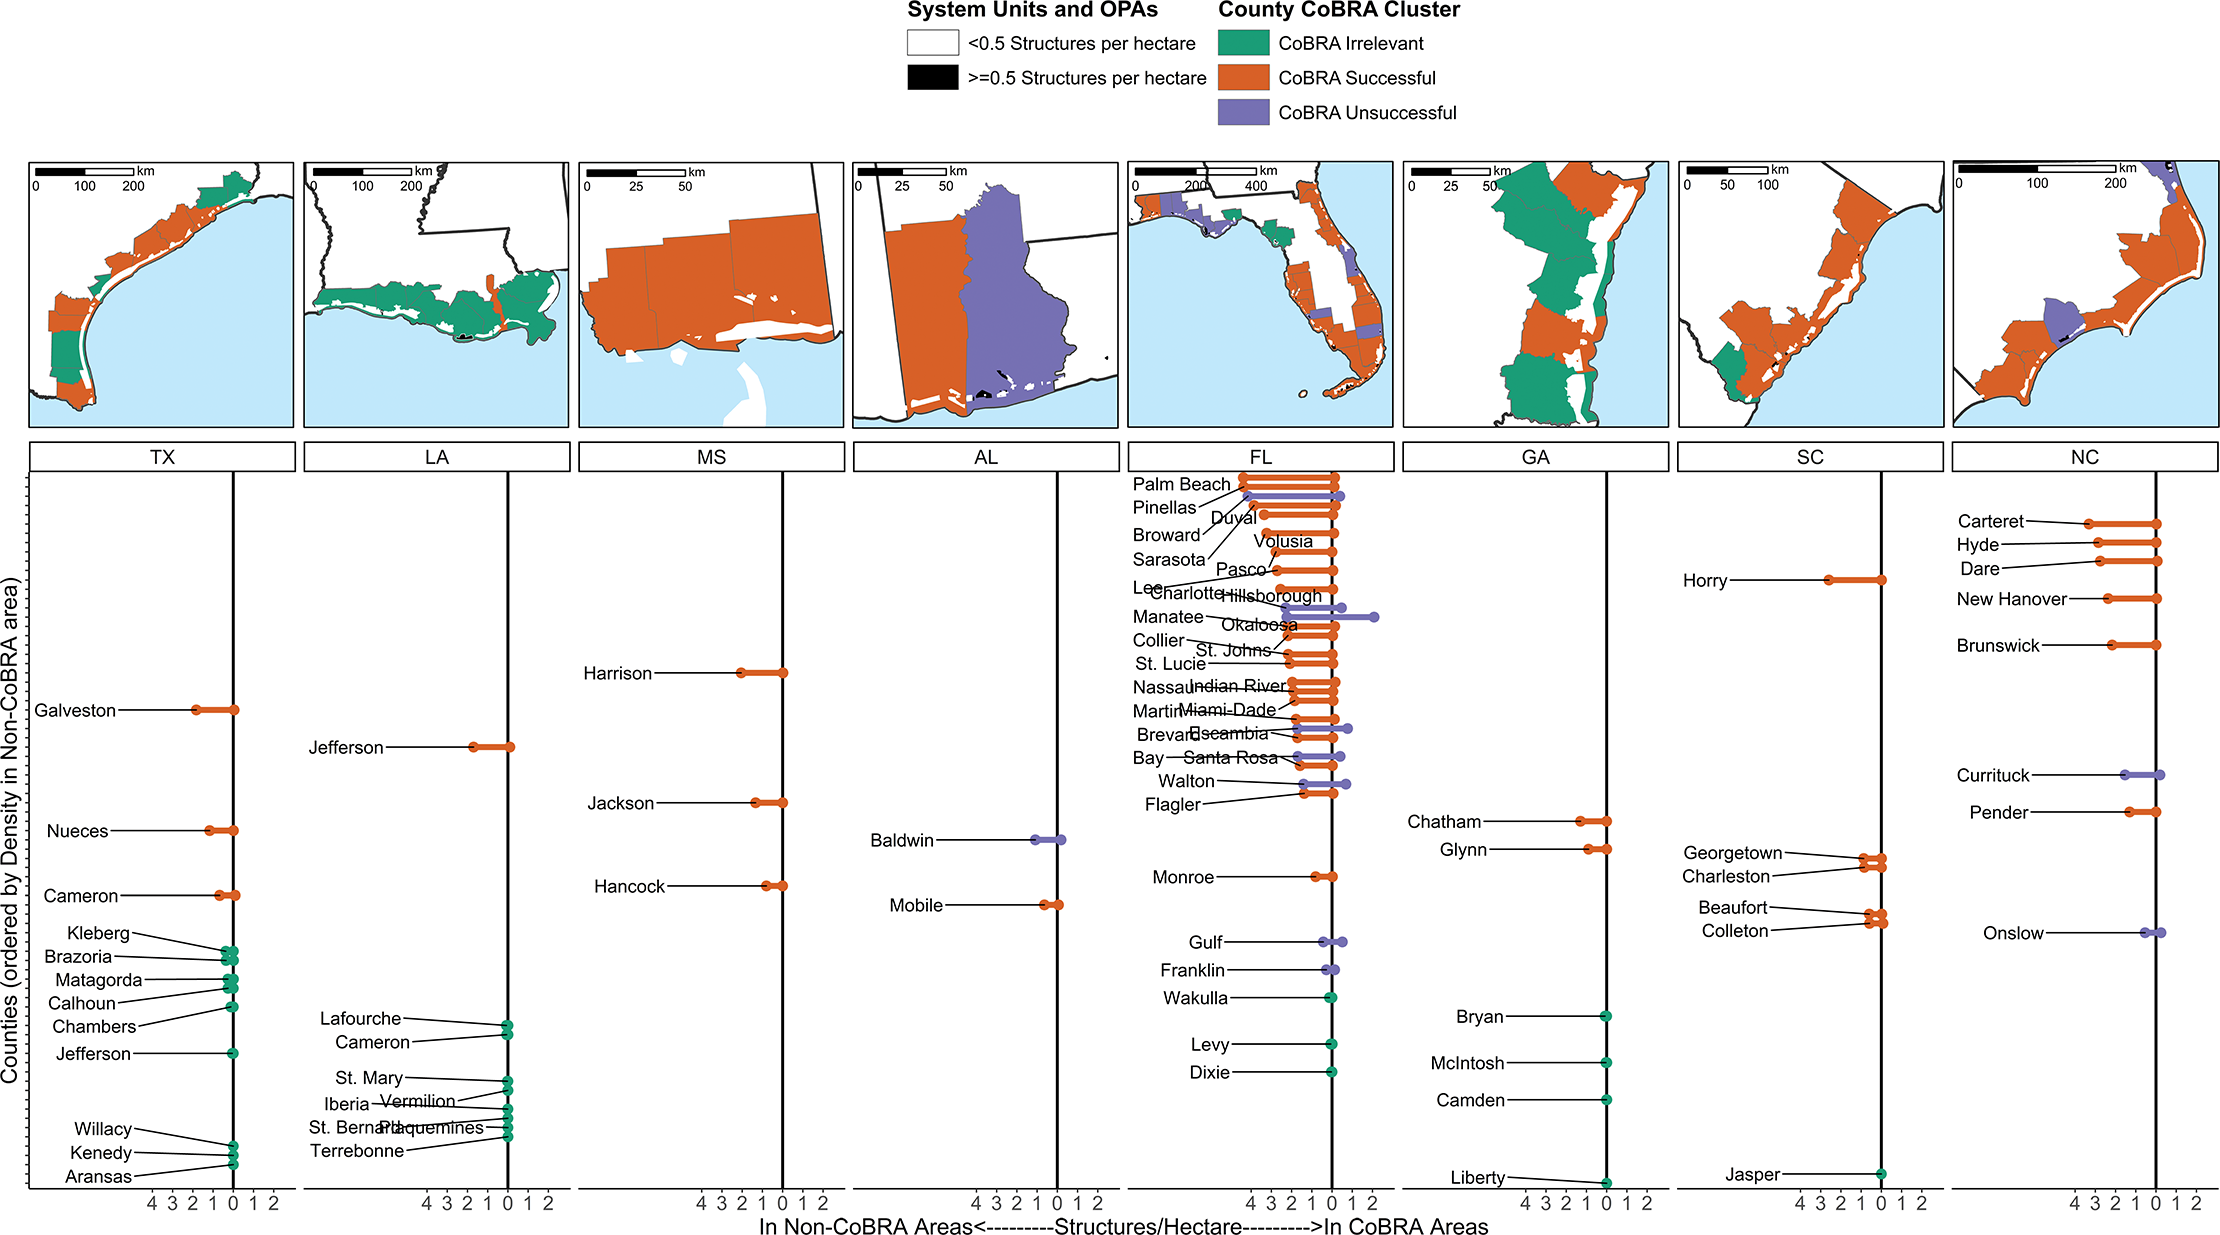 System Units and OPAs
<0.5 Structures per hectare
>=0.5 Structures per hectare
County CoBRA Cluster
CoBRA Irrelevant
CoBRA Successful
CoBRA Unsuccessful
km
0 100 200
km
0 100 200
km
0 25 50
km
0 25 50
km
0 200 400
km
0 25 50
km
0 50 100
km
0 100 200
TX
LA
MS
AL
FL
GA
SC
NC
Counties (ordered by Density in Non-CoBRA area)
Galveston
Nueces
Cameron
Kleberg
Brazoria
Matagorda
Calhoun
Chambers
Jefferson
Willacy
Kenedy
Aransas
Jefferson
Lafourche
Cameron
St. Mary
Vermilion
Iberia
St. Bernard
Plaquemines
Terrebonne
Harrison
Jackson
Hancock
Baldwin
Mobile
Palm Beach
Pinellas
Duval
Broward
Volusia
Sarasota
Pasco
Lee
Charlotte
Hillsborough
Manatee
Okaloosa
Collier
St. Johns
St. Lucie
Nassau
Indian River
Martin
Miami-Dade
Brevard
Escambia
Bay
Santa Rosa
Walton
Flagler
Monroe
Gulf
Franklin
Wakulla
Levy
Dixie
Chatham
Glynn
Bryan
McIntosh
Camden
Liberty
Horry
Georgetown
Charleston
Beaufort
Colleton
Jasper
Carteret
Hyde
Dare
New Hanover
Brunswick
Currituck
Pender
Onslow
4 3 2 1 0 1 2
4 3 2 1 0 1 2
4 3 2 1 0 1 2
4 3 2 1 0 1 2
4 3 2 1 0 1 2
4 3 2 1 0 1 2
4 3 2 1 0 1 2
4 3 2 1 0 1 2
In Non-CoBRA Areas<----------Structures/Hectare---------->In CoBRA Areas